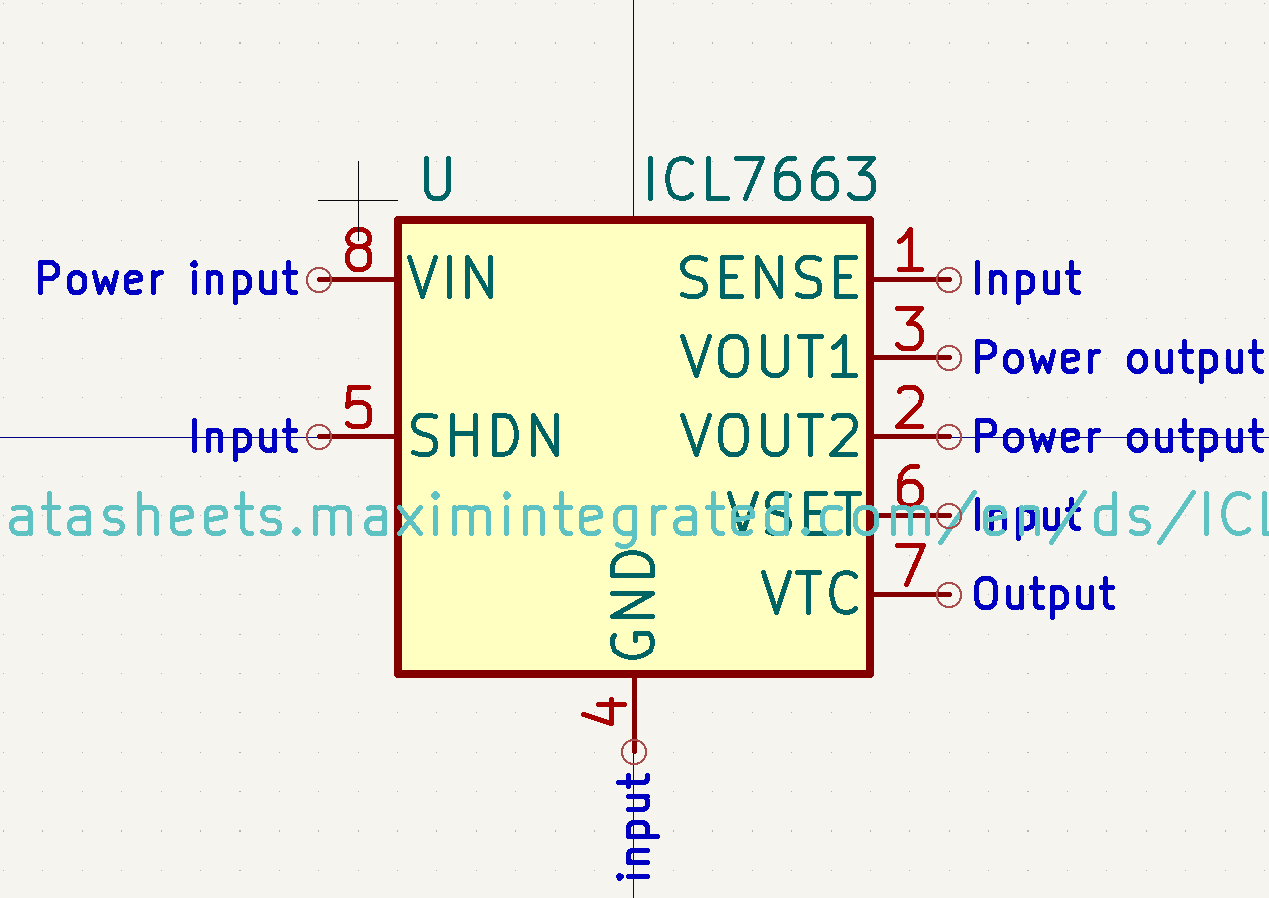 U ICL7663
Power input 8 VIN SENSE 1 Input
VOUT1 3 Power output
Input 5 SHDN VOUT2 2 Power output
VSET 6 Input
atasheets.maximintegrated.com/en/ds/ICL
VTC 7 Output
GND
4
input